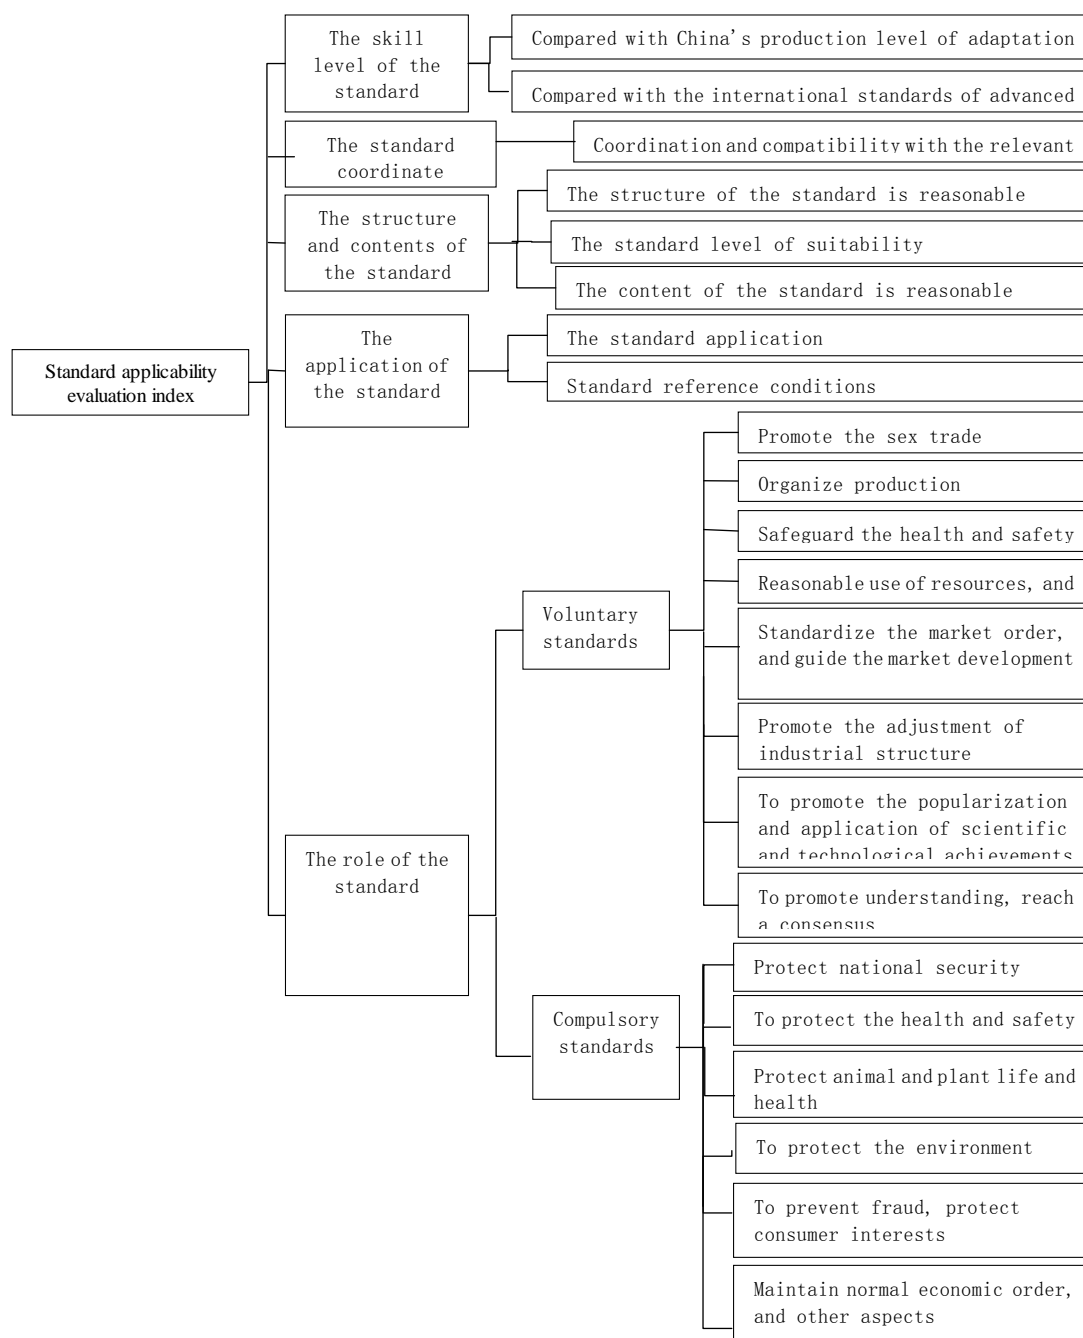 The skill
level of the
standard
Compared with China's production level of adaptation
Compared with the international standards of advanced
The standard
coordinate
Coordination and compatibility with the relevant
The structure
and contents of
the standard
The structure of the standard is reasonable
The standard level of suitability
The content of the standard is reasonable
The
application of
the standard
The standard application
Standard reference conditions
Standard applicability
evaluation index
The role of the
standard
Voluntary
standards
Promote the sex trade
Organize production
Safeguard the health and safety
Reasonable use of resources, and
Standardize the market order,
and guide the market development
Promote the adjustment of
industrial structure
To promote the popularization
and application of scientific
and technological achievements
To promote understanding, reach
a consensus
Compulsory
standards
Protect national security
To protect the health and safety
Protect animal and plant life and
health
To protect the environment
To prevent fraud, protect
consumer interests
Maintain normal economic order,
and other aspects